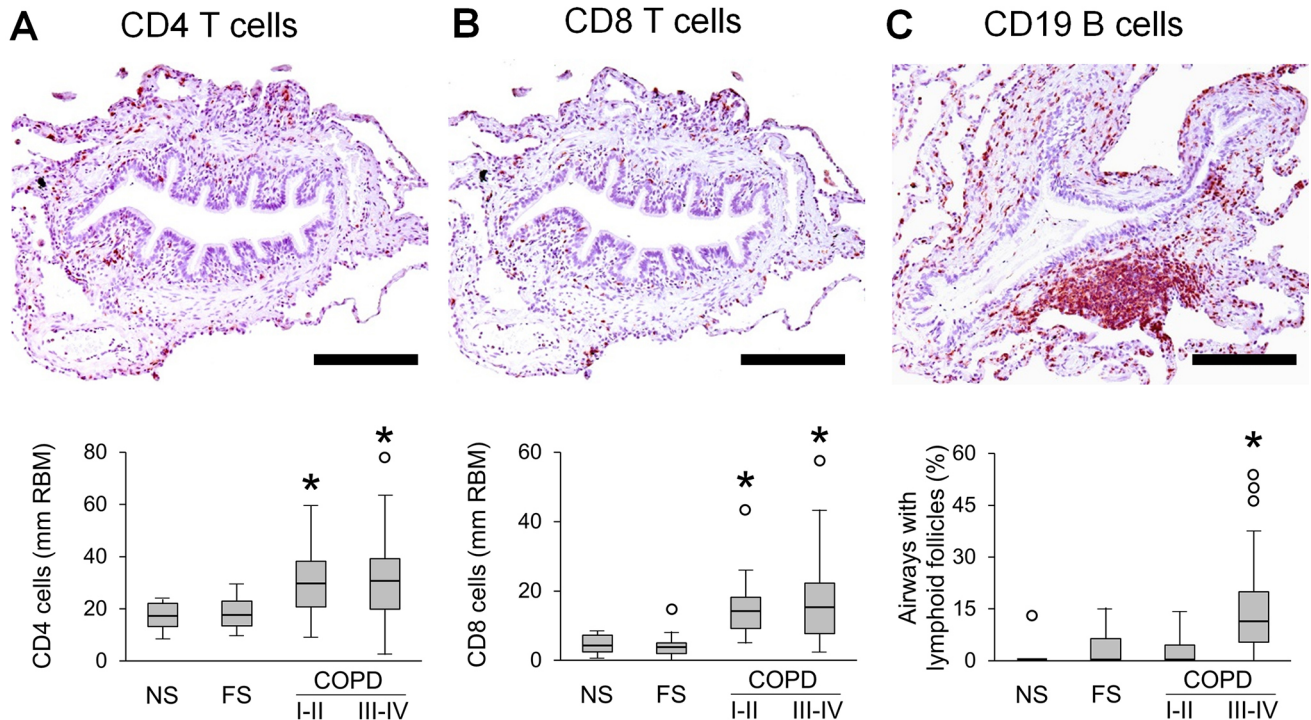 A CD4 T cells
B CD8 T cells
C CD19 B cells
CD4 cells (mm RBM)
80
60
40
20
0
*
*
NS FS COPD
I-II III-IV
CD8 cells (mm RBM)
60
40
20
0
*
*
NS FS COPD
I-II III-IV
Airways with
lymphoid follicles (%)
60
45
30
15
0
*
NS FS COPD
I-II III-IV